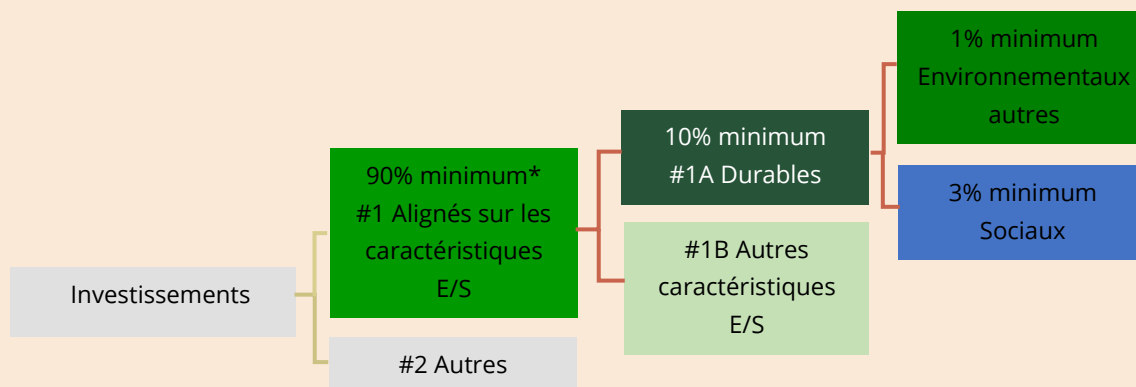 Investissements
90% minimum*
#1 Alignés sur les
caractéristiques
E/S
#2 Autres
10% minimum
#1A Durables
#1B Autres
caractéristiques
E/S
1% minimum
Environnementaux
autres
3% minimum
Sociaux